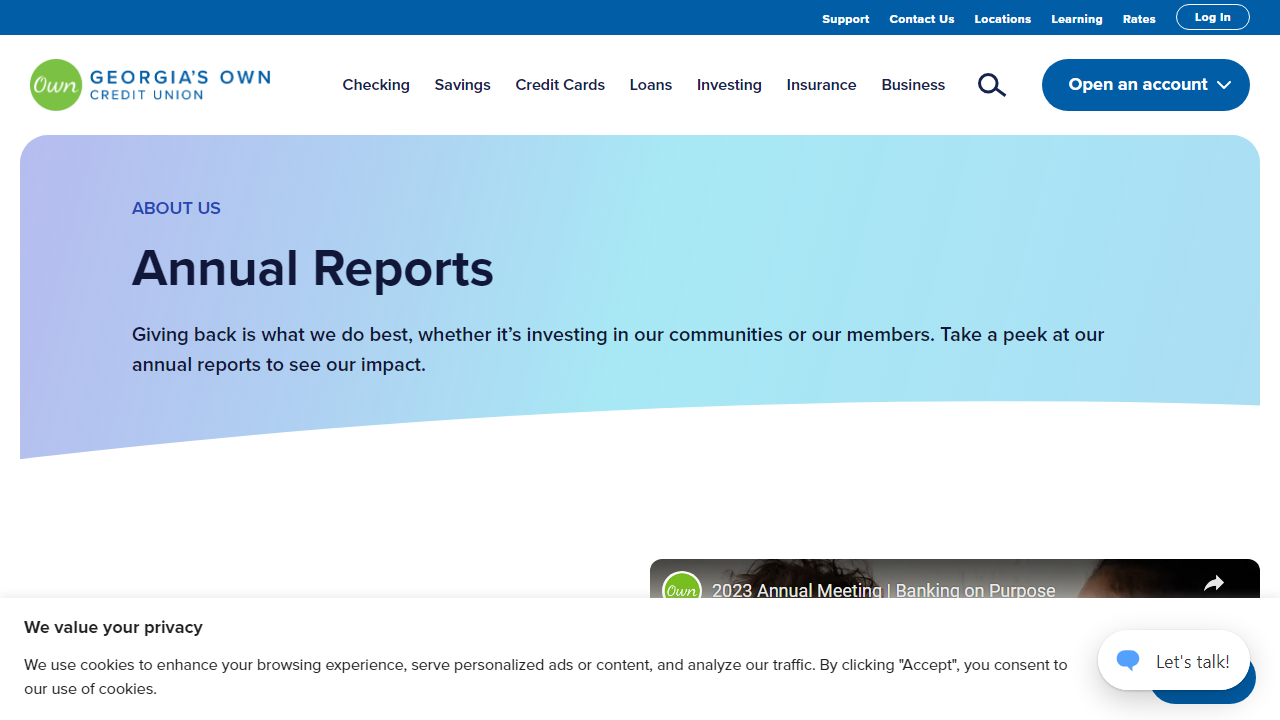 Support Contact Us Locations Learning Rates Log In
Own GEORGIA'S OWN
CREDIT UNION
Checking Savings Credit Cards Loans Investing Insurance Business Open an account
ABOUT US
Annual Reports
Giving back is what we do best, whether it’s investing in our communities or our members. Take a peek at our
annual reports to see our impact.
Own 2023 Annual Meeting | Banking on Purpose
We value your privacy
We use cookies to enhance your browsing experience, serve personalized ads or content, and analyze our traffic. By clicking "Accept", you consent to
our use of cookies.
Let's talk!